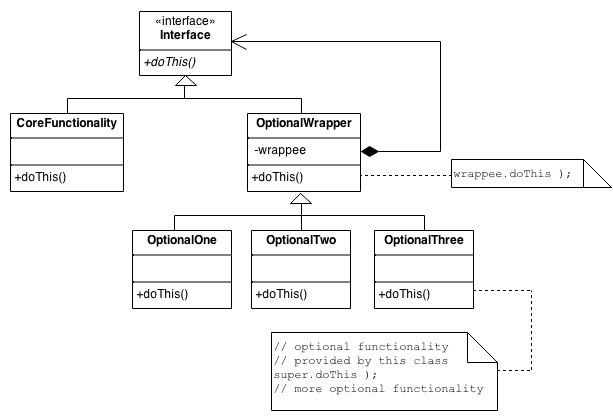 «interface»
Interface
+doThis()
CoreFunctionality
+doThis()
OptionalWrapper
-wrappee
+doThis()
wrappee.doThis );
OptionalOne
+doThis()
OptionalTwo
+doThis()
OptionalThree
+doThis()
// optional functionality
// provided by this class
super.doThis );
// more optional functionality